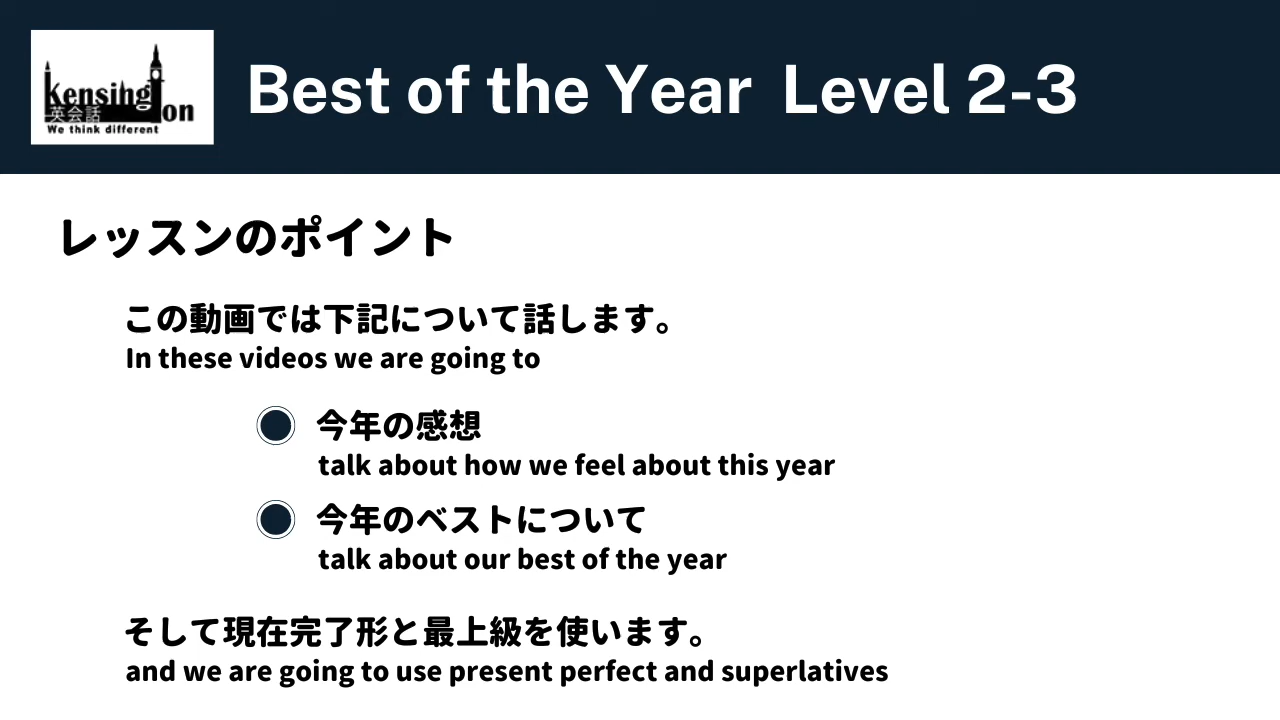 kensington
英会話
We think different
Best of the Year Level 2-3
レッスンのポイント
この動画では下記について話します。
In these videos we are going to
今年の感想
talk about how we feel about this year
今年のベストについて
talk about our best of the year
そして現在完了形と最上級を使います。
and we are going to use present perfect and superlatives